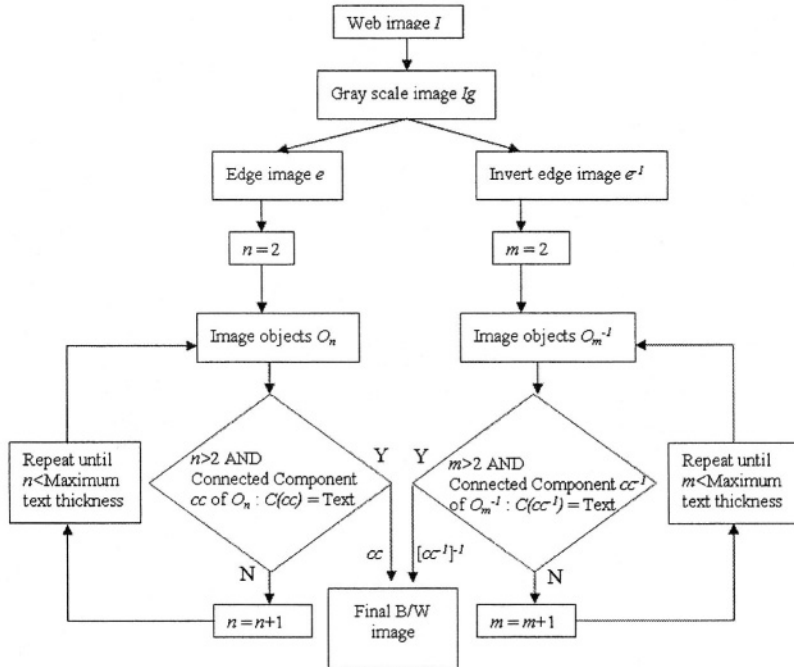 Web image I
Gray scale image Ig
Edge image e
Invert edge image e⁻¹
n = 2
m = 2
Image objects Oₙ
Image objects Oₘ⁻¹
Repeat until
n<Maximum
text thickness
n>2 AND
Connected Component
cc of Oₙ : C(cc) = Text
Y
Y
m>2 AND
Connected Component cc⁻¹
of Oₘ⁻¹ : C(cc⁻¹) = Text
Repeat until
m<Maximum
text thickness
N
cc
[cc⁻¹]⁻¹
N
n = n+1
Final B/W
image
m = m+1